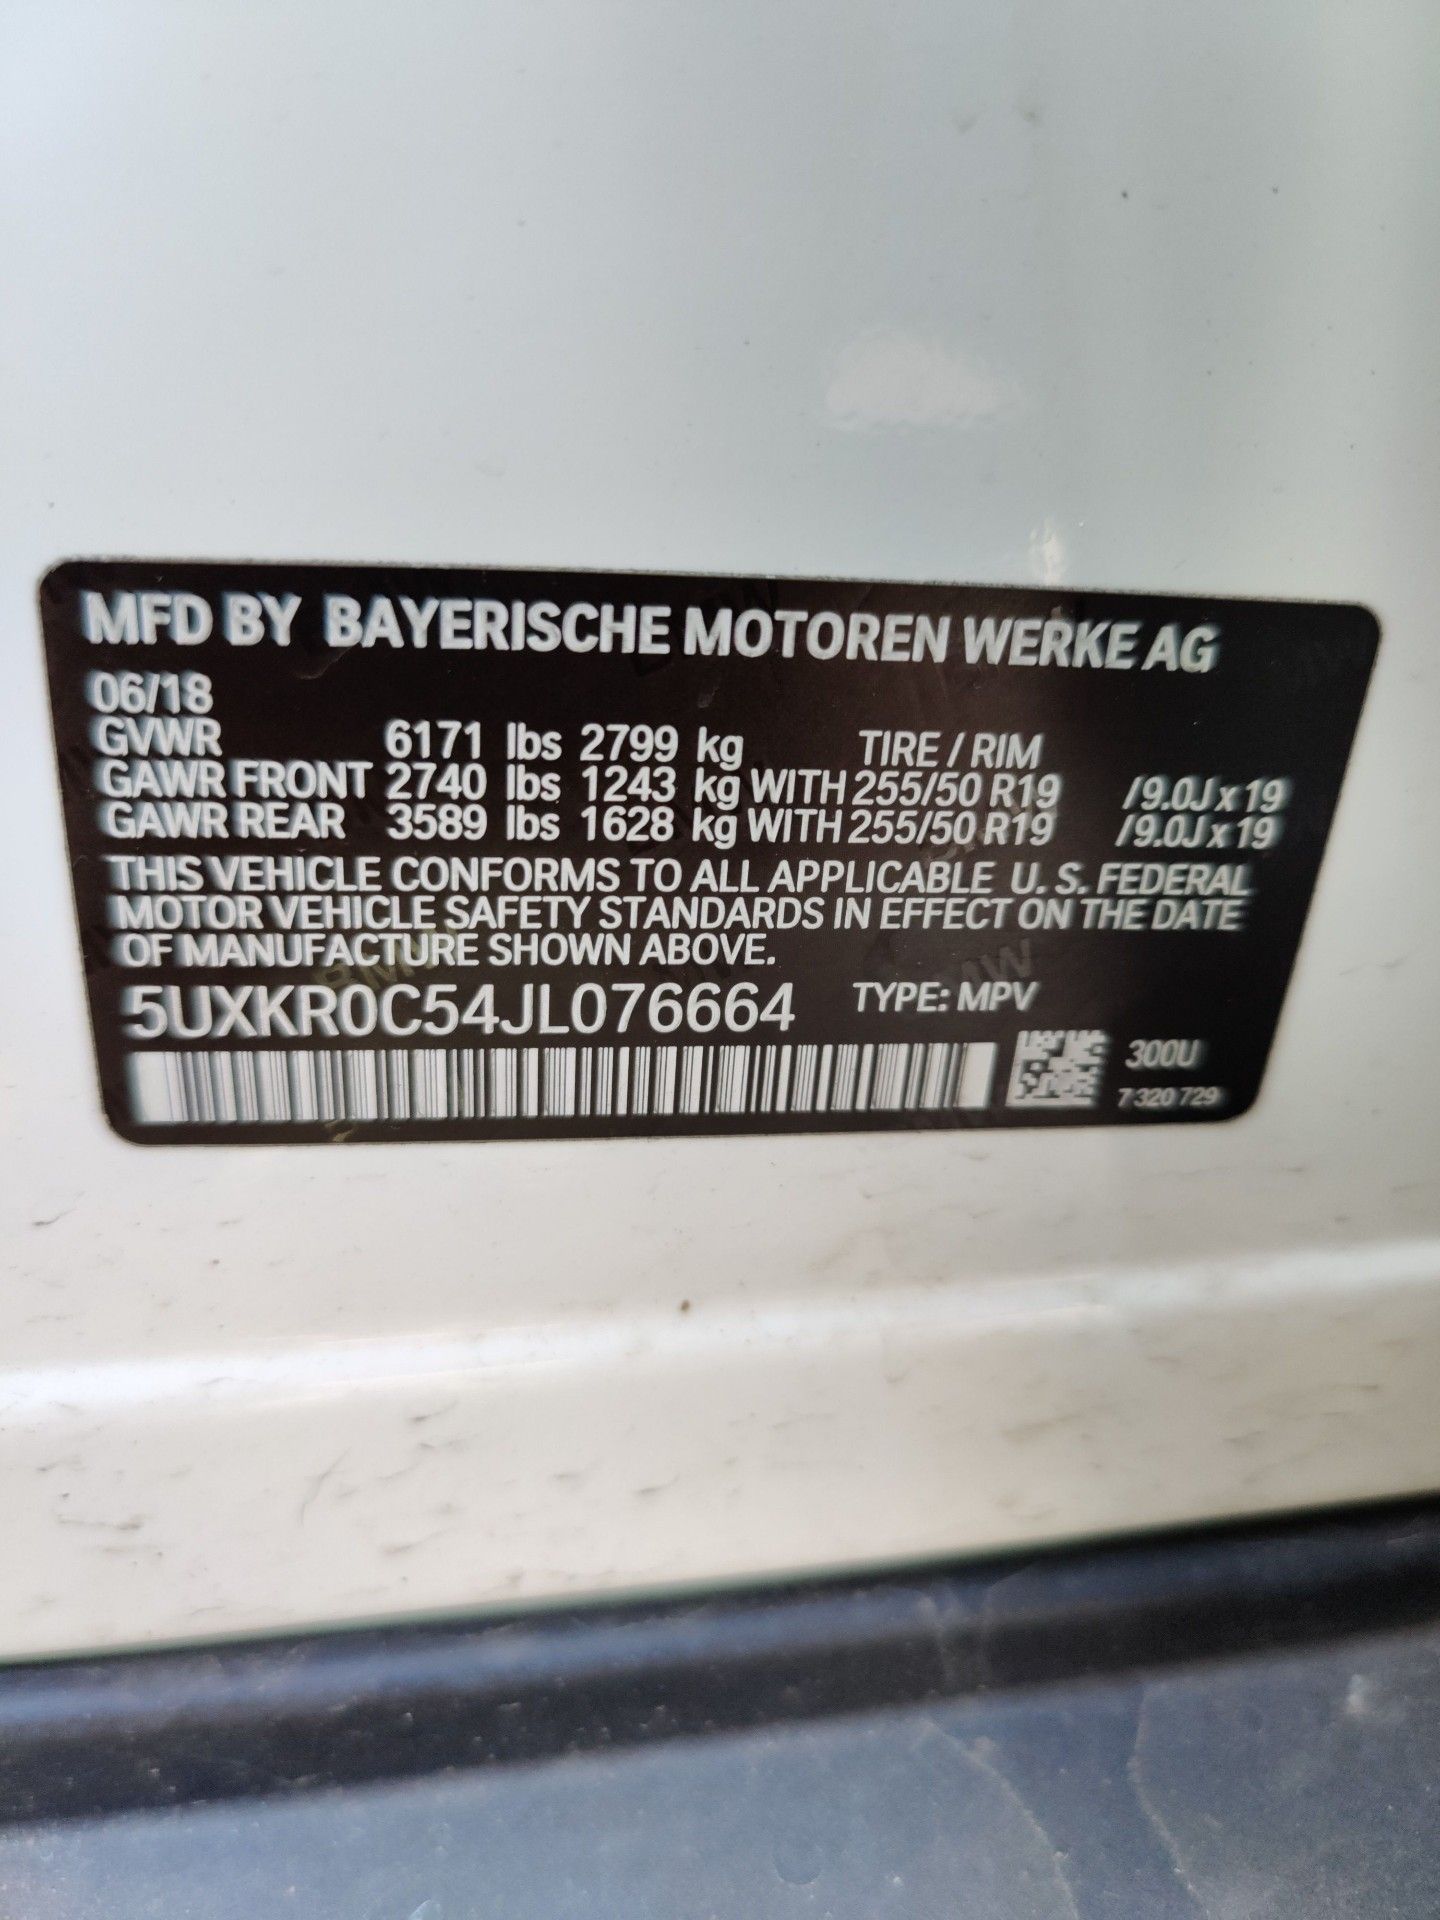 MFD BY BAYERISCHE MOTOREN WERKE AG
06/18
GVWR 6171 lbs 2799 kg TIRE / RIM
GAWR FRONT 2740 lbs 1243 kg WITH 255/50 R19 /9.0J x 19
GAWR REAR 3589 lbs 1628 kg WITH 255/50 R19 /9.0J x 19
THIS VEHICLE CONFORMS TO ALL APPLICABLE U. S. FEDERAL
MOTOR VEHICLE SAFETY STANDARDS IN EFFECT ON THE DATE
OF MANUFACTURE SHOWN ABOVE.
5UXKR0C54JL076664 TYPE: MPV
300U
7 320 729